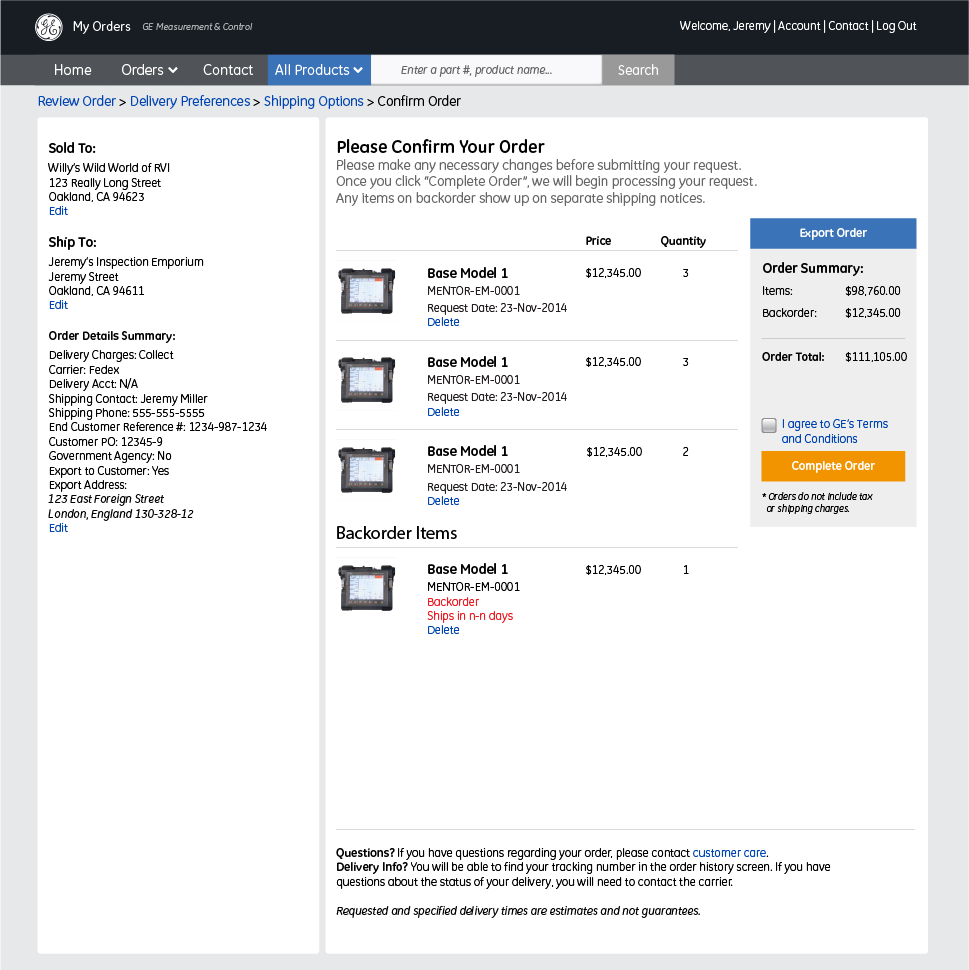 My Orders GE Measurement & Control
Welcome, Jeremy | Account | Contact | Log Out
Home Orders Contact All Products Enter a part #, product name... Search
Review Order > Delivery Preferences > Shipping Options > Confirm Order
Sold To:
Willy's Wild World of RVI
123 Really Long Street
Oakland, CA 94623
Edit
Ship To:
Jeremy's Inspection Emporium
Jeremy Street
Oakland, CA 94611
Edit
Order Details Summary:
Delivery Charges: Collect
Carrier: Fedex
Delivery Acct: N/A
Shipping Contact: Jeremy Miller
Shipping Phone: 555-555-5555
End Customer Reference #: 1234-987-1234
Customer PO: 12345-9
Government Agency: No
Export to Customer: Yes
Export Address:
123 East Foreign Street
London, England 130-328-12
Edit
Please Confirm Your Order
Please make any necessary changes before submitting your request.
Once you click "Complete Order", we will begin processing your request.
Any items on backorder show up on separate shipping notices.
Price Quantity
Base Model 1 $12,345.00 3
MENTOR-EM-0001
Request Date: 23-Nov-2014
Delete
Base Model 1 $12,345.00 3
MENTOR-EM-0001
Request Date: 23-Nov-2014
Delete
Base Model 1 $12,345.00 2
MENTOR-EM-0001
Request Date: 23-Nov-2014
Delete
Backorder Items
Base Model 1 $12,345.00 1
MENTOR-EM-0001
Backorder
Ships in n-n days
Delete
Export Order
Order Summary:
Items: $98,760.00
Backorder: $12,345.00
Order Total: $111,105.00
I agree to GE's Terms
and Conditions
Complete Order
* Orders do not include tax
or shipping charges.
Questions? If you have questions regarding your order, please contact customer care.
Delivery Info? You will be able to find your tracking number in the order history screen. If you have
questions about the status of your delivery, you will need to contact the carrier.
Requested and specified delivery times are estimates and not guarantees.